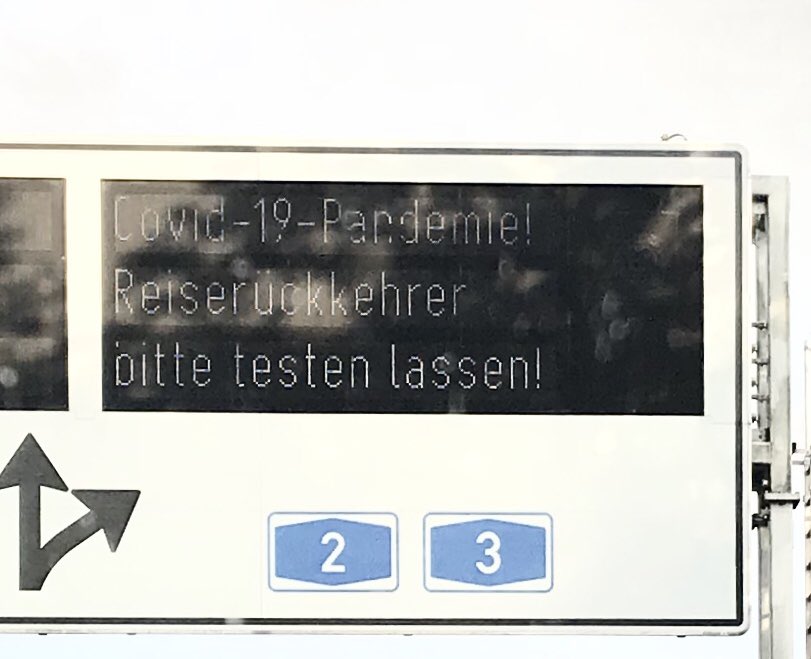 Covid-19-Pandemie!
Reiserückkehrer
bitte testen lassen!
2 3